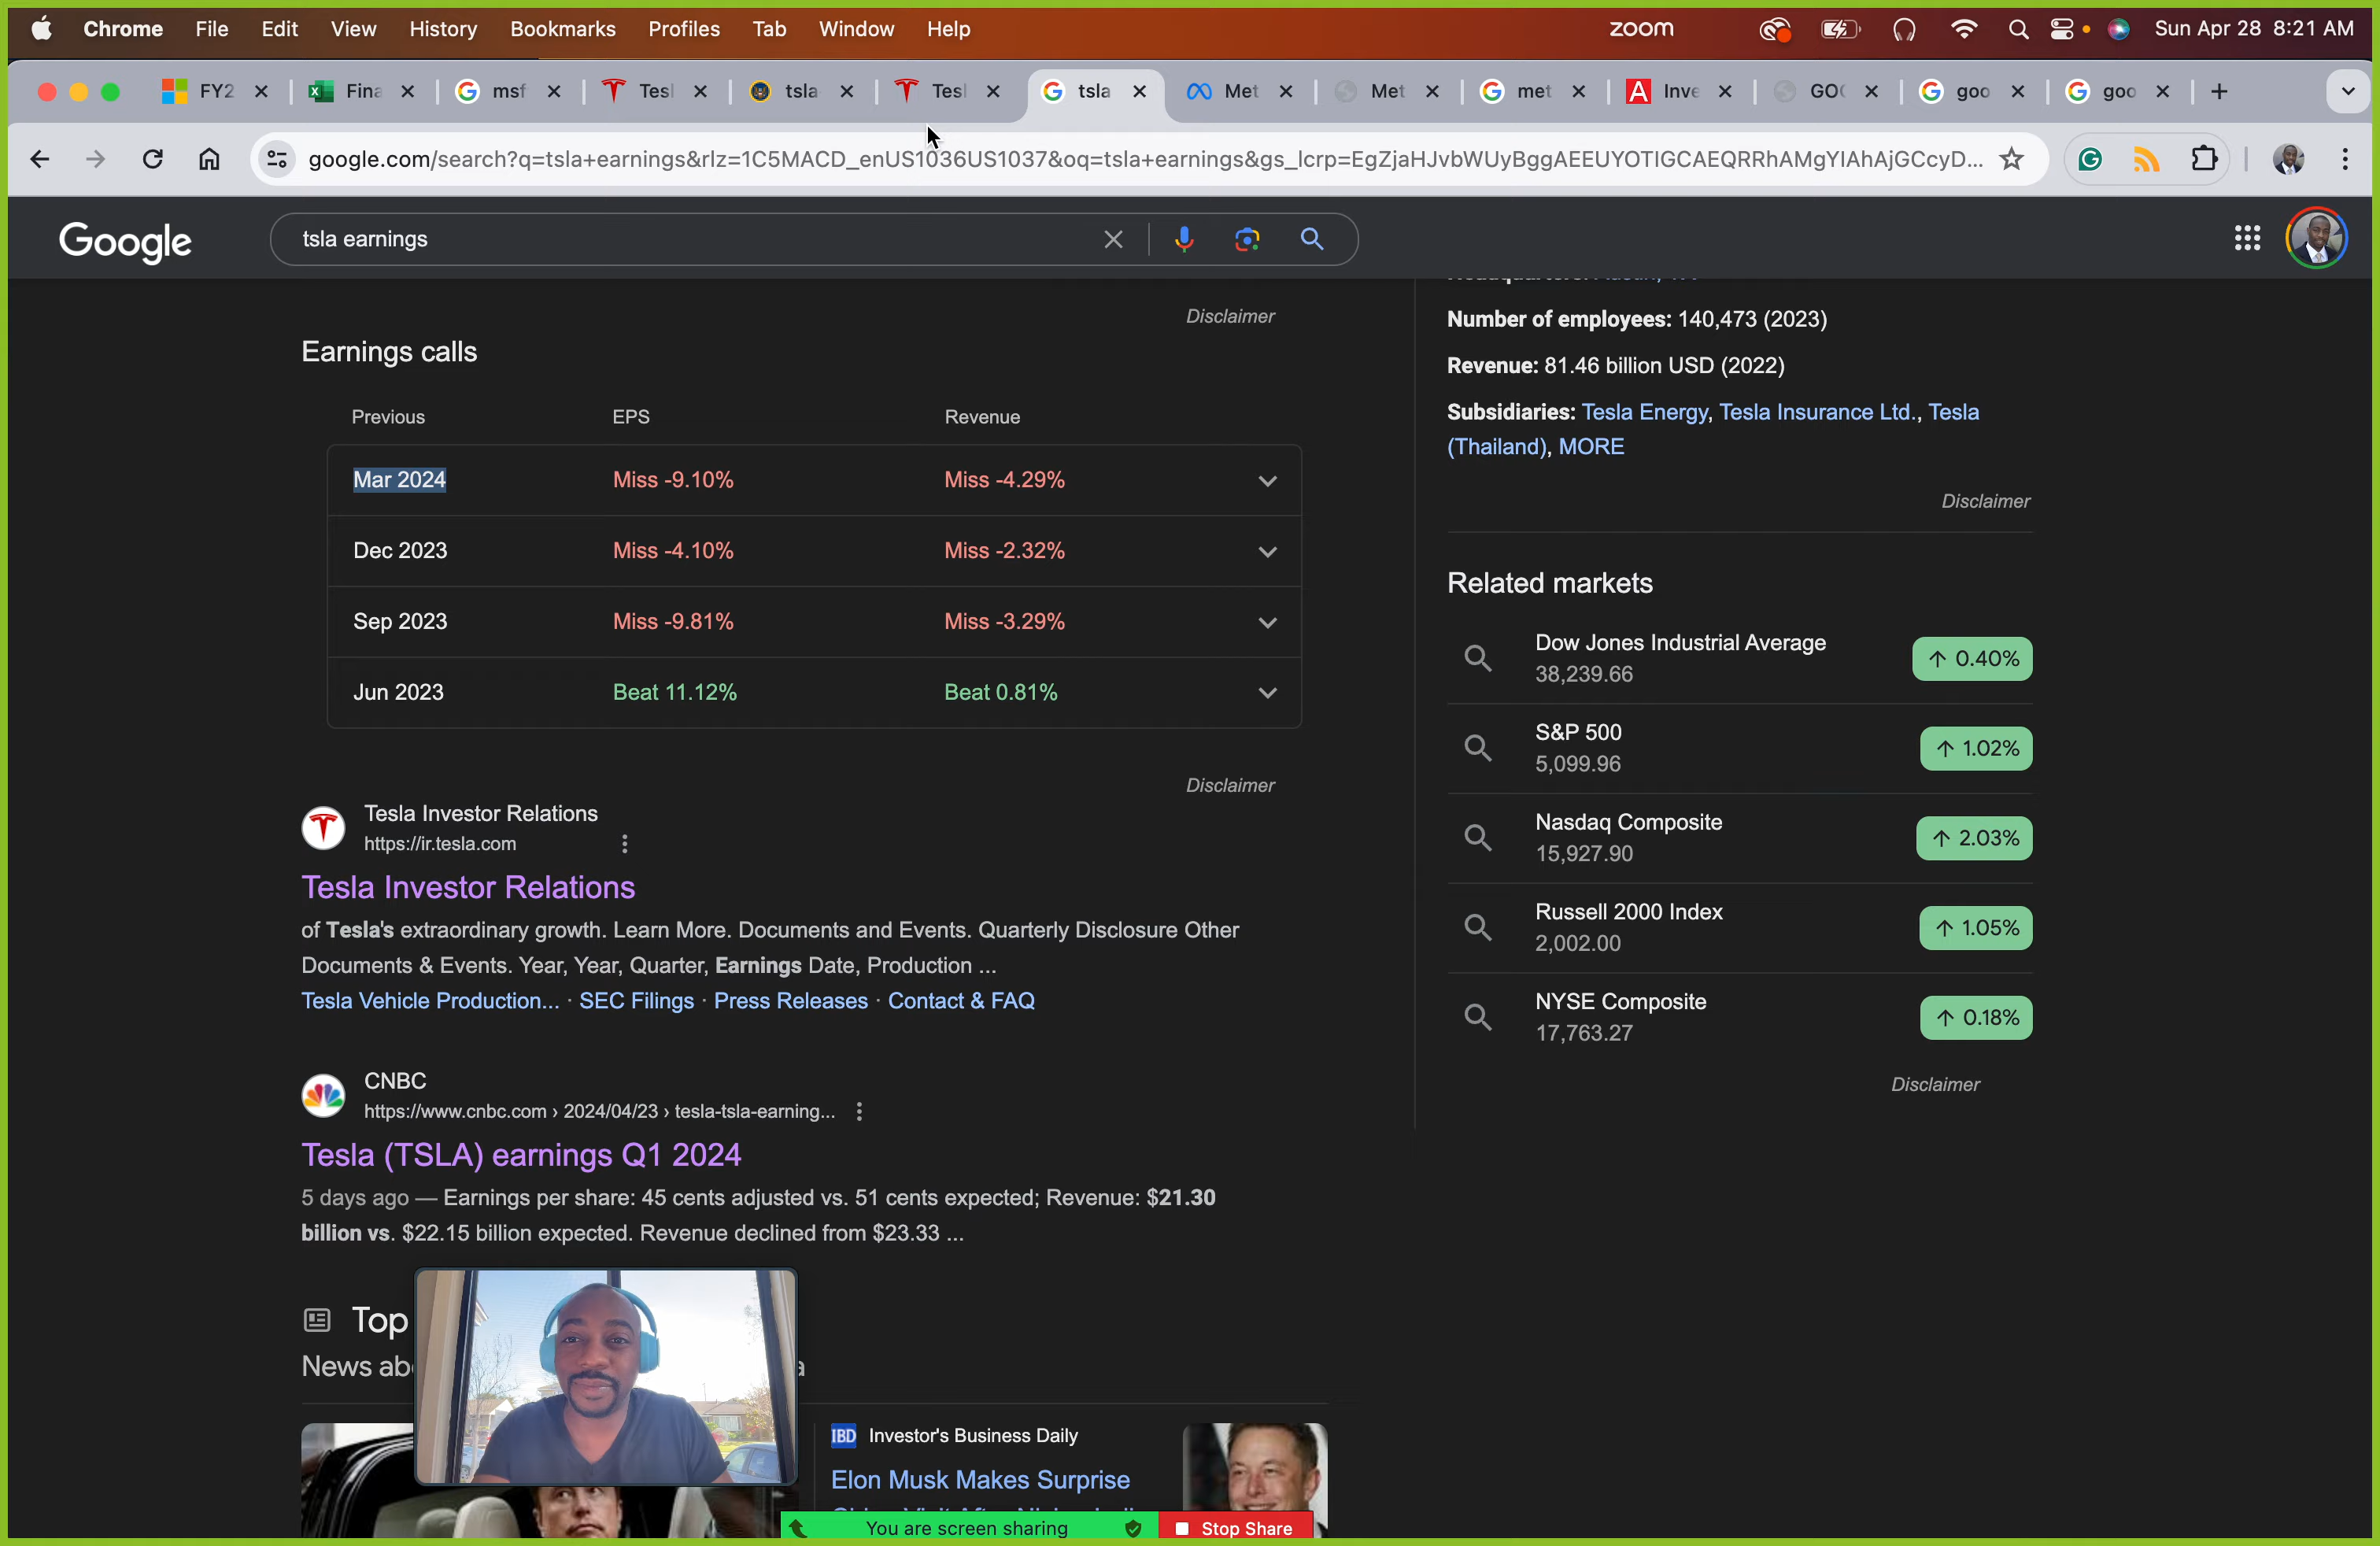 Chrome File Edit View History Bookmarks Profiles Tab Window Help zoom Sun Apr 28 8:21 AM
FY2 Fina msf Tesl tsla Tesl tsla Met Met met Inve GO goo goo
google.com/search?q=tsla+earnings&rlz=1C5MACD_enUS1036US1037&oq=tsla+earnings&gs_lcrp=EgZjaHJvbWUyBggAEEUYOTIGCAEQRRhAMgYIAhAjGCcyD...
Google
tsla earnings
Disclaimer
Earnings calls
Previous EPS Revenue
Mar 2024 Miss -9.10% Miss -4.29%
Dec 2023 Miss -4.10% Miss -2.32%
Sep 2023 Miss -9.81% Miss -3.29%
Jun 2023 Beat 11.12% Beat 0.81%
Disclaimer
Tesla Investor Relations
https://ir.tesla.com
Tesla Investor Relations
of Tesla's extraordinary growth. Learn More. Documents and Events. Quarterly Disclosure Other
Documents & Events. Year, Year, Quarter, Earnings Date, Production ...
Tesla Vehicle Production... · SEC Filings · Press Releases · Contact & FAQ
CNBC
https://www.cnbc.com › 2024/04/23 › tesla-tsla-earning...
Tesla (TSLA) earnings Q1 2024
5 days ago — Earnings per share: 45 cents adjusted vs. 51 cents expected; Revenue: $21.30
billion vs. $22.15 billion expected. Revenue declined from $23.33 ...
Top
News
IBD Investor's Business Daily
Elon Musk Makes Surprise
You are screen sharing Stop Share
Number of employees: 140,473 (2023)
Revenue: 81.46 billion USD (2022)
Subsidiaries: Tesla Energy, Tesla Insurance Ltd., Tesla
(Thailand), MORE
Disclaimer
Related markets
Dow Jones Industrial Average
38,239.66
↑ 0.40%
S&P 500
5,099.96
↑ 1.02%
Nasdaq Composite
15,927.90
↑ 2.03%
Russell 2000 Index
2,002.00
↑ 1.05%
NYSE Composite
17,763.27
↑ 0.18%
Disclaimer